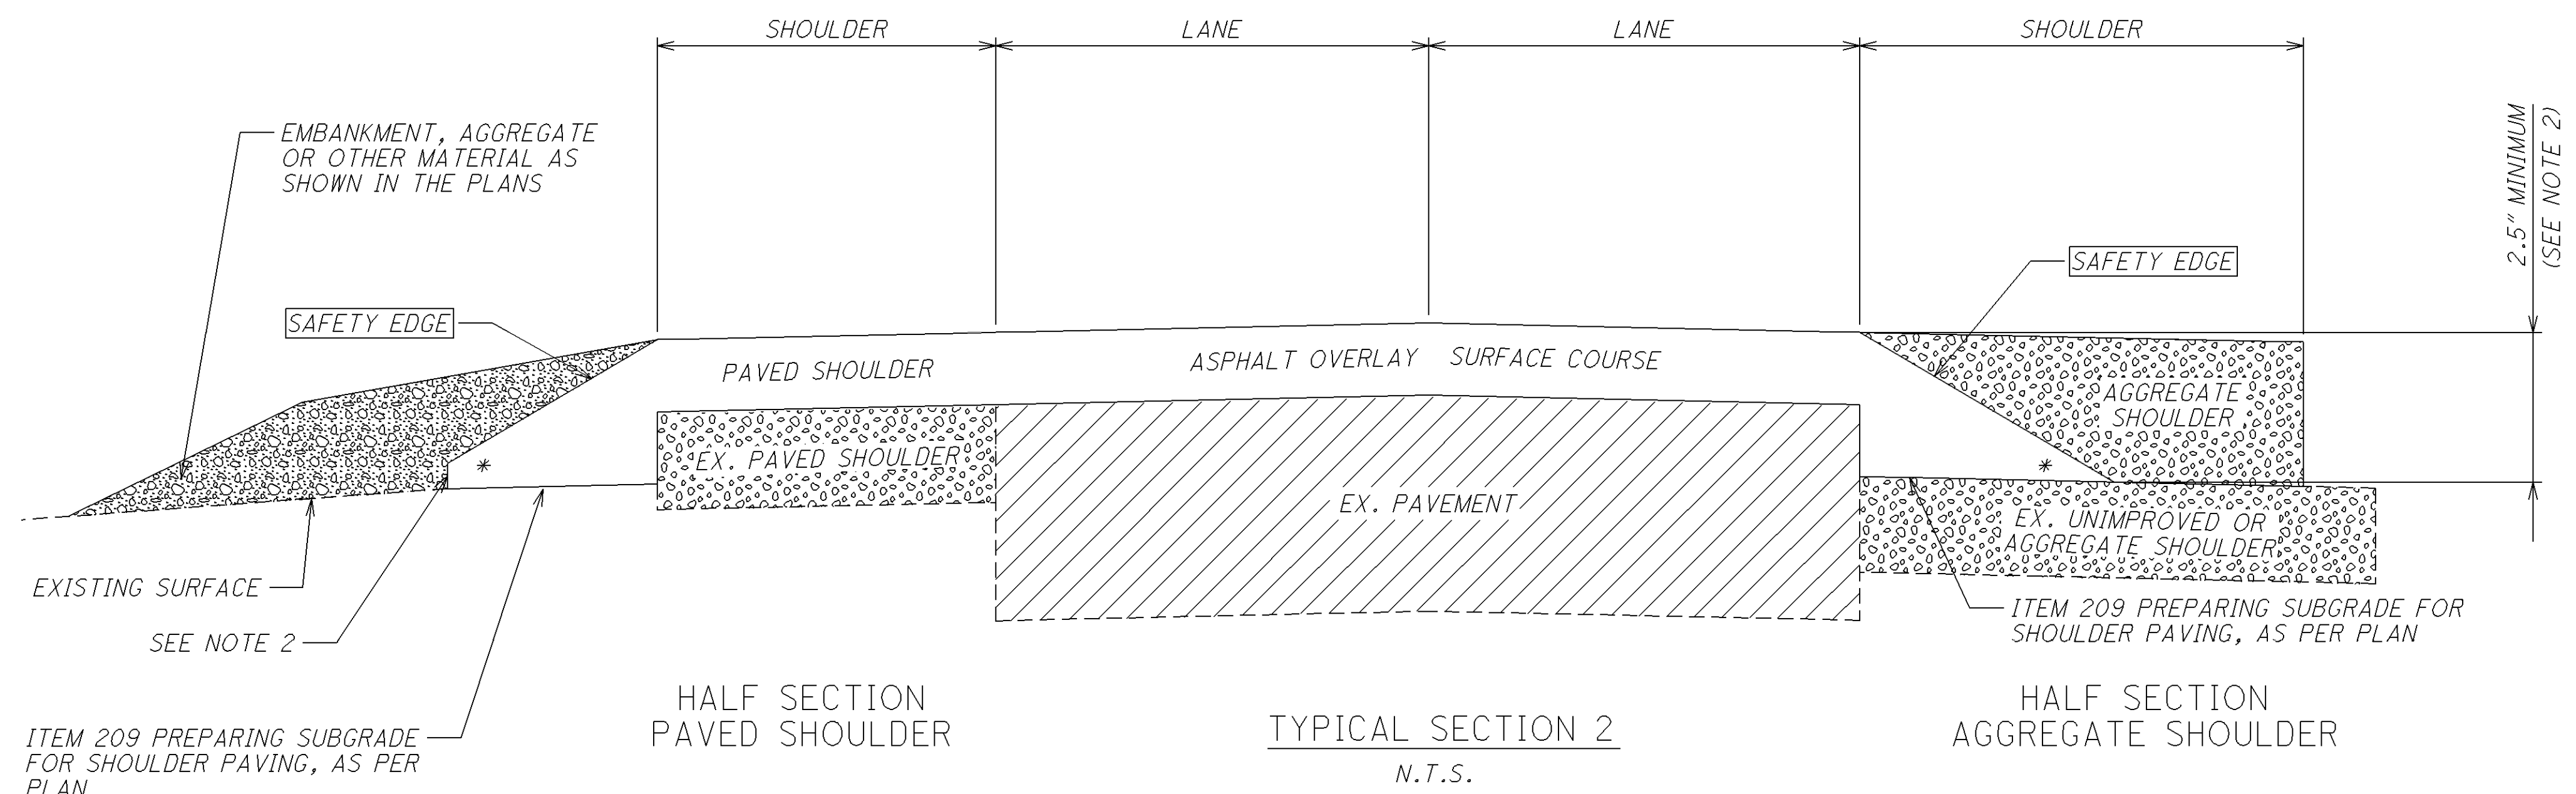 SHOULDER
LANE
LANE
SHOULDER
EMBANKMENT, AGGREGATE
OR OTHER MATERIAL AS
SHOWN IN THE PLANS
2.5" MINIMUM
(SEE NOTE 2)
SAFETY EDGE
SAFETY EDGE
PAVED SHOULDER
ASPHALT OVERLAY SURFACE COURSE
AGGREGATE
SHOULDER
*
EX. PAVED SHOULDER
*
EX. PAVEMENT
EX. UNIMPROVED OR
AGGREGATE SHOULDER
EXISTING SURFACE
SEE NOTE 2
ITEM 209 PREPARING SUBGRADE FOR
SHOULDER PAVING, AS PER PLAN
ITEM 209 PREPARING SUBGRADE
FOR SHOULDER PAVING, AS PER
PLAN
HALF SECTION
PAVED SHOULDER
TYPICAL SECTION 2
N.T.S.
HALF SECTION
AGGREGATE SHOULDER